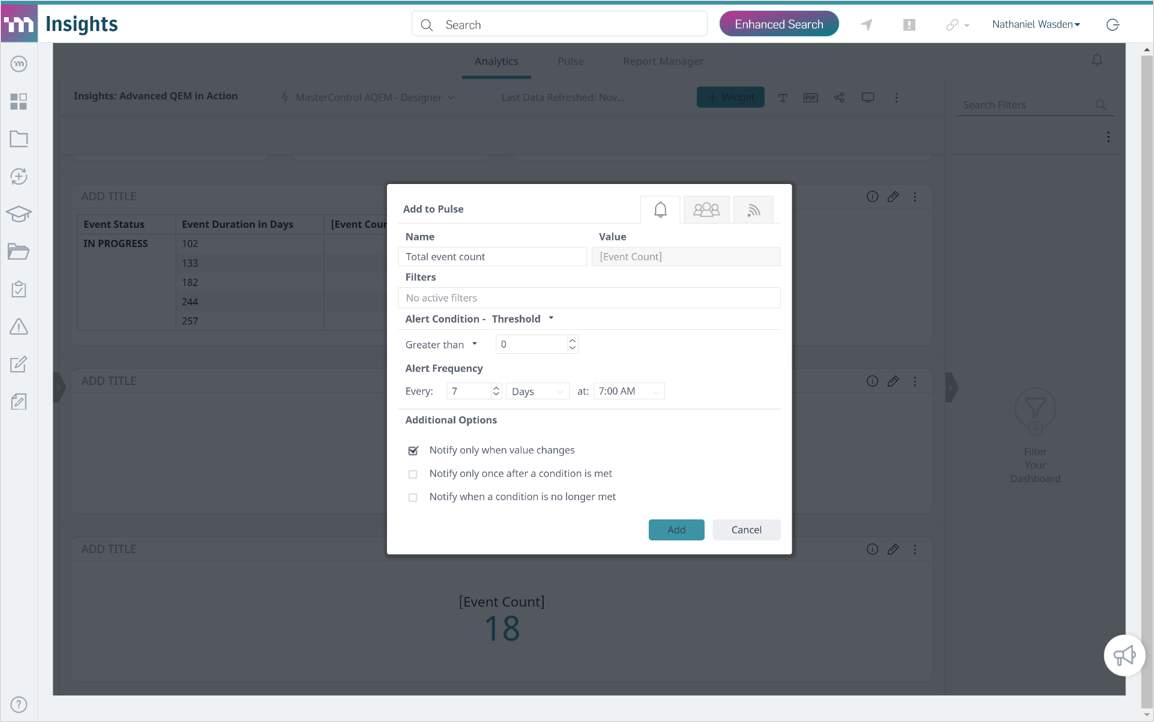 m Insights
Search
Enhanced Search
Nathaniel Wasden
Analytics Pulse Report Manager
Insights: Advanced QEM in Action
MasterControl AQEM - Designer
Last Data Refreshed: Nov...
+ Widget
T
PDF
Search Filters
ADD TITLE
Event Status Event Duration in Days [Event Cour
IN PROGRESS 102
133
182
244
257
ADD TITLE
ADD TITLE
[Event Count]
18
Filter
Your
Dashboard
Add to Pulse
Name Value
Total event count [Event Count]
Filters
No active filters
Alert Condition - Threshold
Greater than 0
Alert Frequency
Every: 7 Days at: 7:00 AM
Additional Options
Notify only when value changes
Notify only once after a condition is met
Notify when a condition is no longer met
Add Cancel